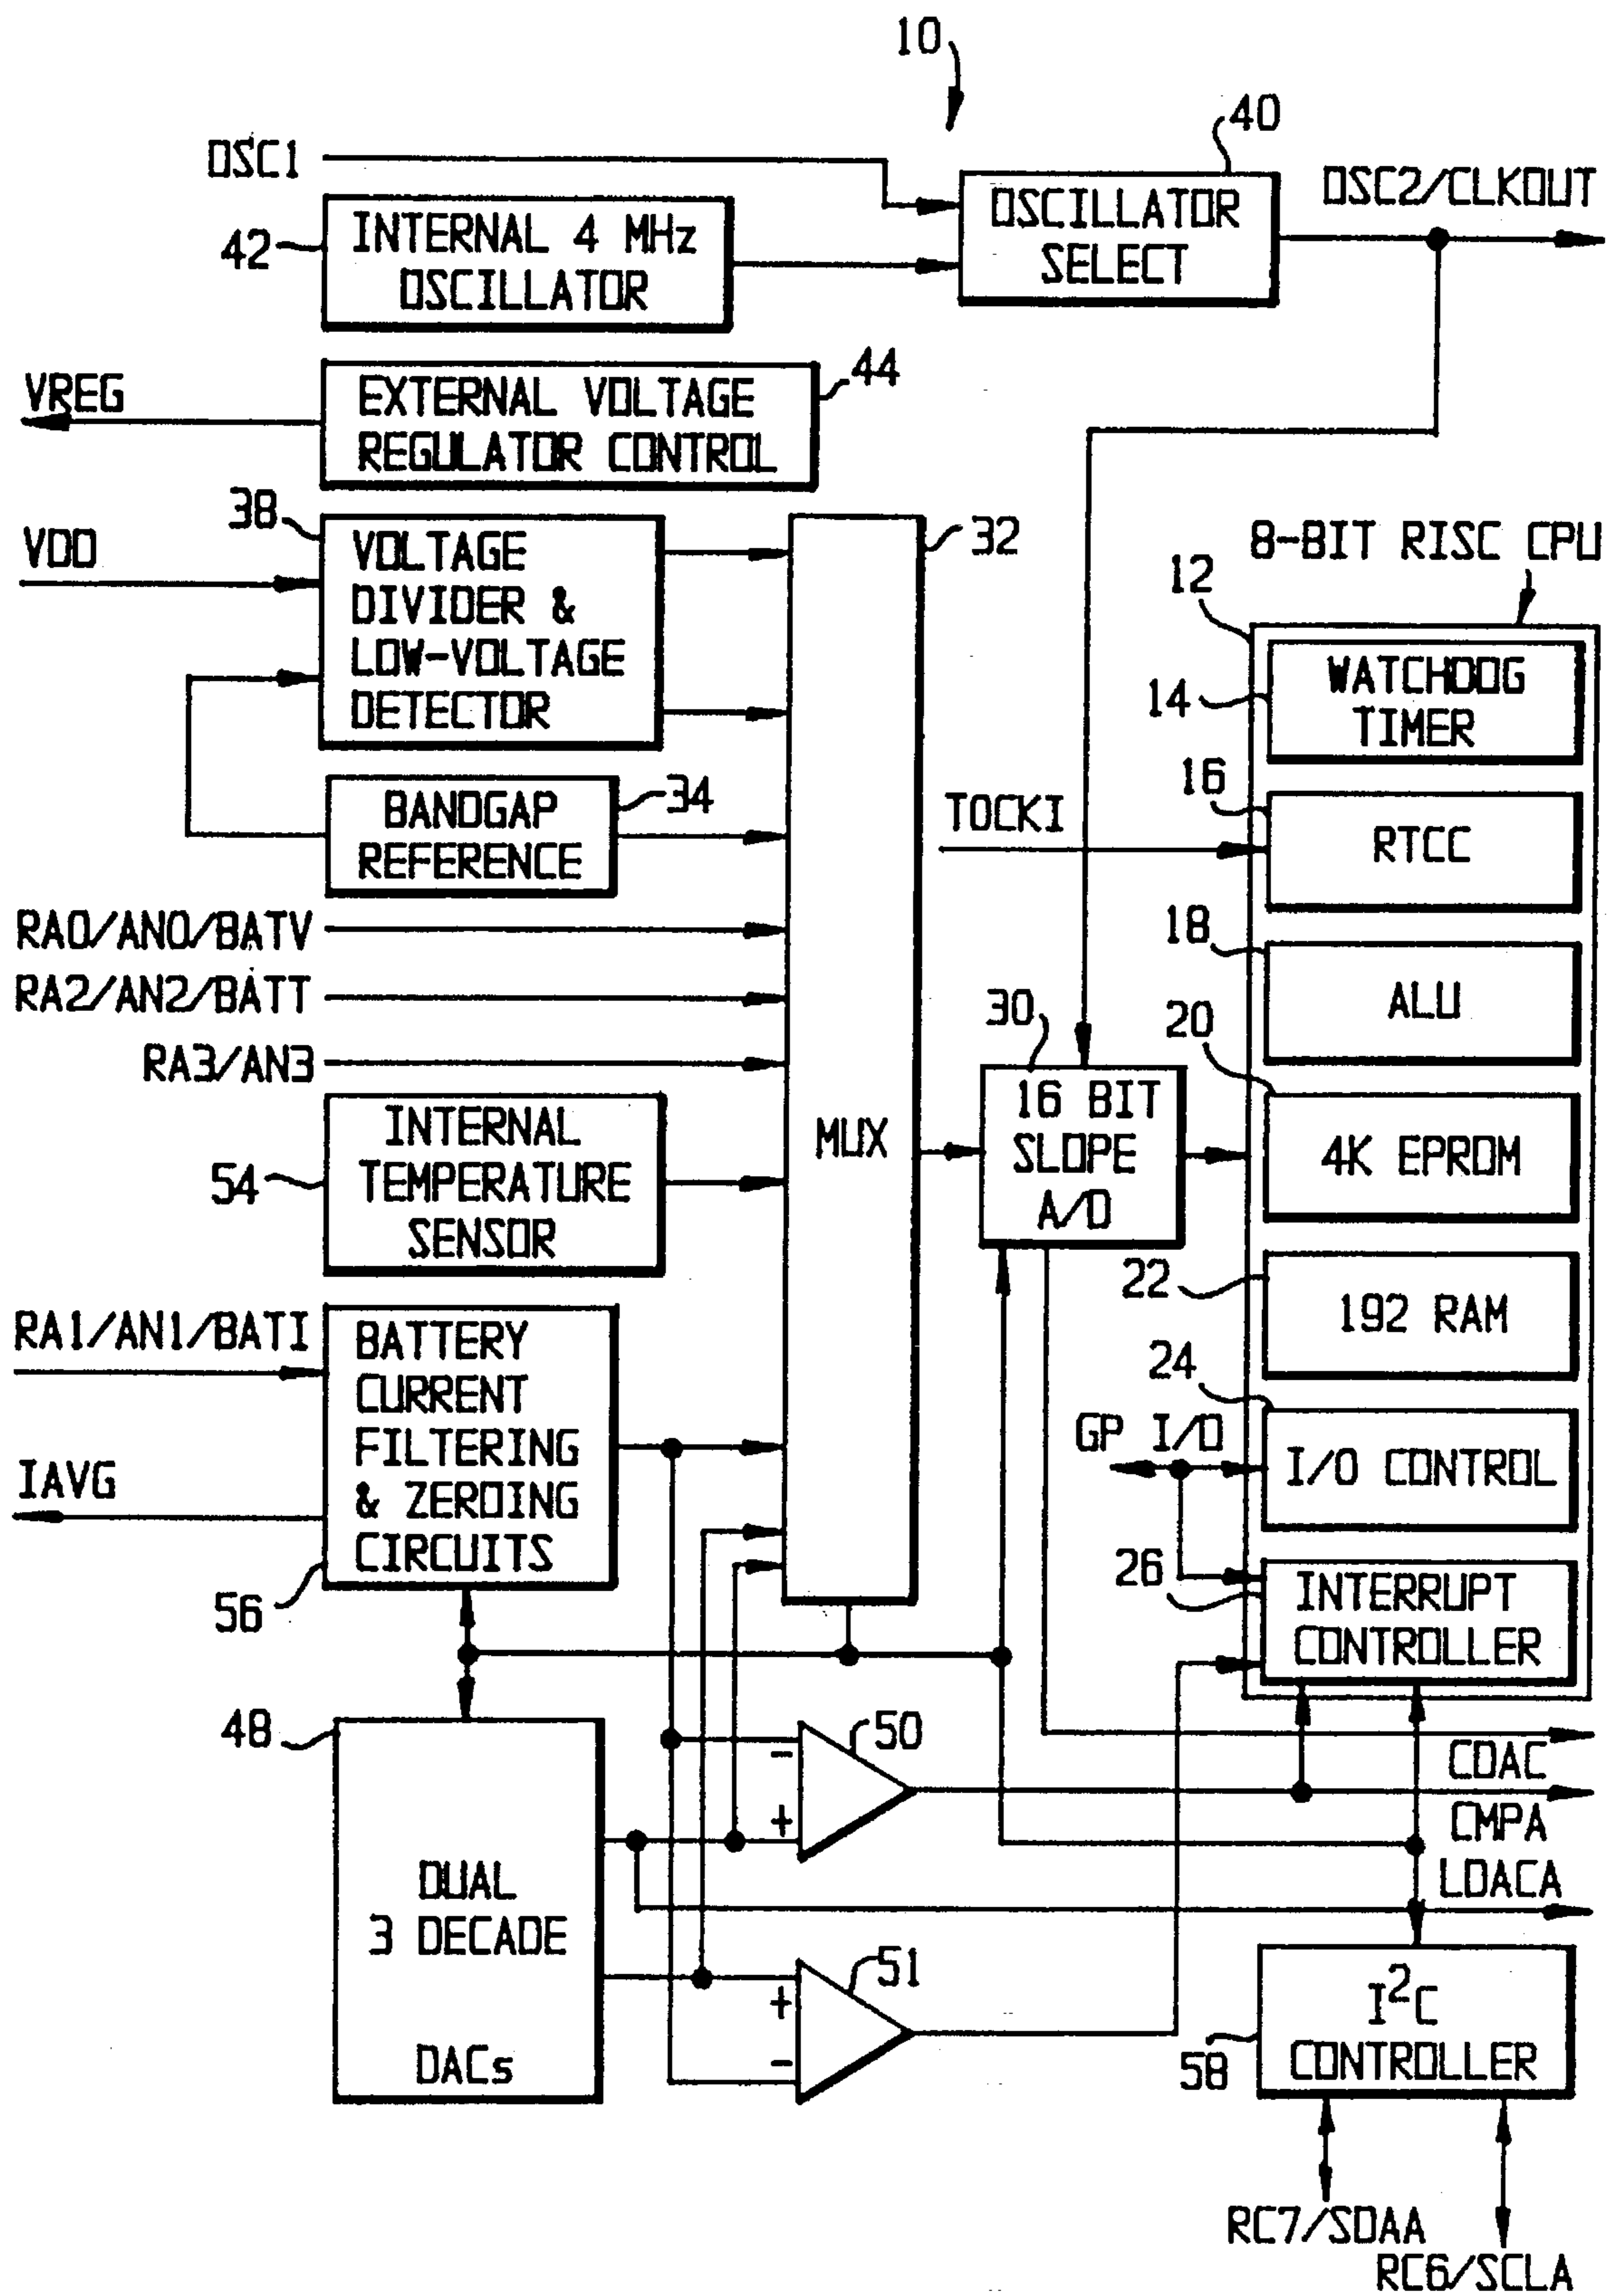 10
40
OSC1
OSC2/CLKOUT
OSCILLATOR
SELECT
42
INTERNAL 4 MHz
OSCILLATOR
44
VREG
EXTERNAL VOLTAGE
REGULATOR CONTROL
38
32
VDD
VOLTAGE
DIVIDER &
LOW-VOLTAGE
DETECTOR
8-BIT RISC CPU
12
WATCHDOG
TIMER
14
34
BANDGAP
REFERENCE
TOCKI
16
RTCC
RA0/AN0/BATV
RA2/AN2/BATT
RA3/AN3
18
ALU
30
20
MUX
16 BIT
SLOPE
A/D
4K EPROM
INTERNAL
TEMPERATURE
SENSOR
54
22
192 RAM
RA1/AN1/BATI
BATTERY
CURRENT
FILTERING
& ZEROING
CIRCUITS
IAVG
56
24
GP I/O
I/O CONTROL
26
INTERRUPT
CONTROLLER
48
50
-
+
CDAC
CMPA
LDACA
DUAL
3 DECADE
DACs
51
+
-
I2C
CONTROLLER
58
RC7/SDAA
RC6/SCLA